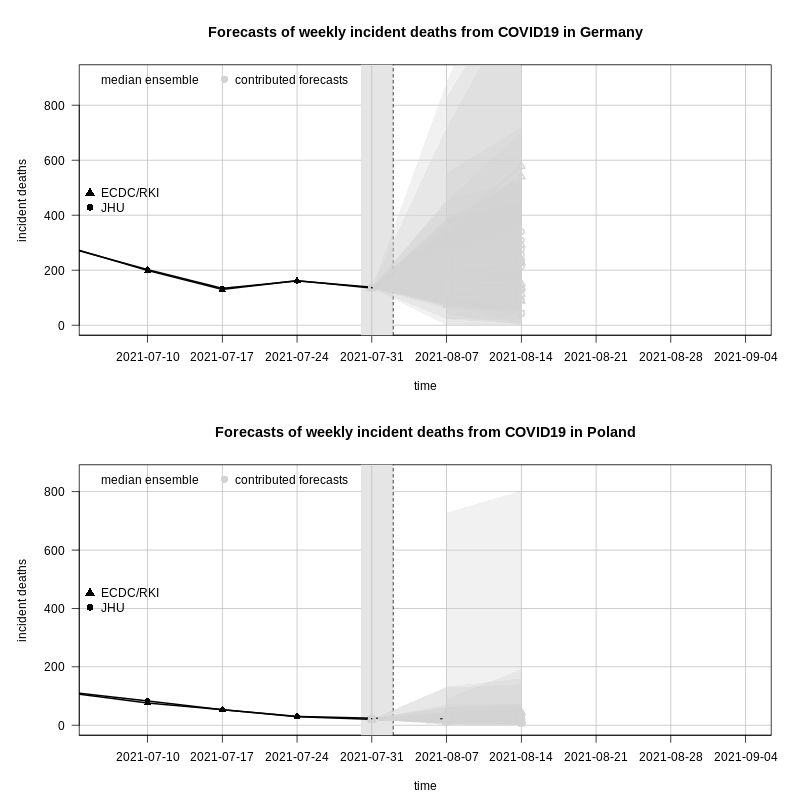 Forecasts of weekly incident deaths from COVID19 in Germany
median ensemble contributed forecasts
800
600
ECDC/RKI
JHU
400
200
0
incident deaths
2021-07-10 2021-07-17 2021-07-24 2021-07-31 2021-08-07 2021-08-14 2021-08-21 2021-08-28 2021-09-04
time
Forecasts of weekly incident deaths from COVID19 in Poland
median ensemble contributed forecasts
800
600
ECDC/RKI
JHU
400
200
0
incident deaths
2021-07-10 2021-07-17 2021-07-24 2021-07-31 2021-08-07 2021-08-14 2021-08-21 2021-08-28 2021-09-04
time